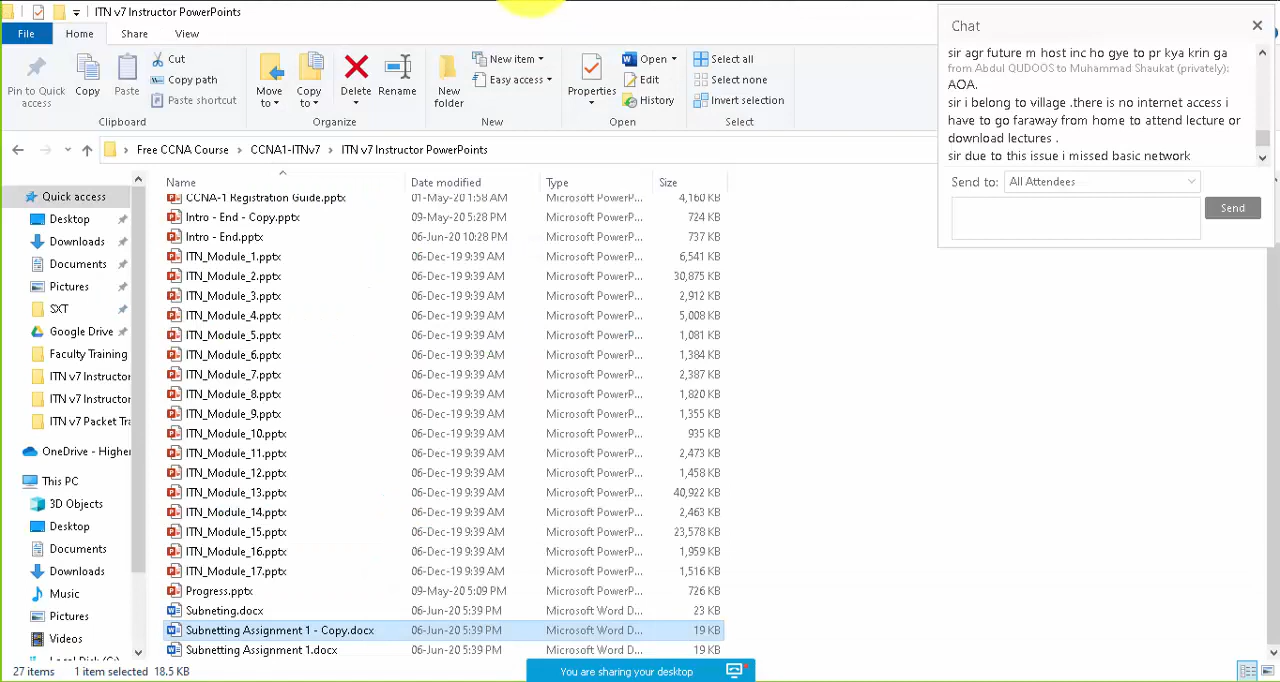 ITN v7 Instructor PowerPoints
File Home Share View
Pin to Quick access
Copy
Paste
Cut
Copy path
Paste shortcut
Clipboard
Move to
Copy to
Delete
Rename
Organize
New folder
New item
Easy access
New
Properties
Open
Edit
History
Open
Select all
Select none
Invert selection
Select
Free CCNA Course > CCNA1-ITNv7 > ITN v7 Instructor PowerPoints
Quick access
Desktop
Downloads
Documents
Pictures
SXT
Google Drive
Faculty Training
ITN v7 Instructor
ITN v7 Instructor
ITN v7 Packet Tra
OneDrive - Higher
This PC
3D Objects
Desktop
Documents
Downloads
Music
Pictures
Videos
Name Date modified Type Size
CCNA-1 Registration Guide.pptx 01-May-20 1:58 AM Microsoft PowerP... 4,160 KB
Intro - End - Copy.pptx 09-May-20 5:28 PM Microsoft PowerP... 724 KB
Intro - End.pptx 06-Jun-20 10:28 PM Microsoft PowerP... 737 KB
ITN_Module_1.pptx 06-Dec-19 9:39 AM Microsoft PowerP... 6,541 KB
ITN_Module_2.pptx 06-Dec-19 9:39 AM Microsoft PowerP... 30,875 KB
ITN_Module_3.pptx 06-Dec-19 9:39 AM Microsoft PowerP... 2,912 KB
ITN_Module_4.pptx 06-Dec-19 9:39 AM Microsoft PowerP... 5,008 KB
ITN_Module_5.pptx 06-Dec-19 9:39 AM Microsoft PowerP... 1,081 KB
ITN_Module_6.pptx 06-Dec-19 9:39 AM Microsoft PowerP... 1,384 KB
ITN_Module_7.pptx 06-Dec-19 9:39 AM Microsoft PowerP... 2,387 KB
ITN_Module_8.pptx 06-Dec-19 9:39 AM Microsoft PowerP... 1,820 KB
ITN_Module_9.pptx 06-Dec-19 9:39 AM Microsoft PowerP... 1,355 KB
ITN_Module_10.pptx 06-Dec-19 9:39 AM Microsoft PowerP... 935 KB
ITN_Module_11.pptx 06-Dec-19 9:39 AM Microsoft PowerP... 2,473 KB
ITN_Module_12.pptx 06-Dec-19 9:39 AM Microsoft PowerP... 1,458 KB
ITN_Module_13.pptx 06-Dec-19 9:39 AM Microsoft PowerP... 40,922 KB
ITN_Module_14.pptx 06-Dec-19 9:39 AM Microsoft PowerP... 2,463 KB
ITN_Module_15.pptx 06-Dec-19 9:39 AM Microsoft PowerP... 23,578 KB
ITN_Module_16.pptx 06-Dec-19 9:39 AM Microsoft PowerP... 1,959 KB
ITN_Module_17.pptx 06-Dec-19 9:39 AM Microsoft PowerP... 1,516 KB
Progress.pptx 09-May-20 5:09 PM Microsoft PowerP... 726 KB
Subneting.docx 06-Jun-20 5:39 PM Microsoft Word D... 23 KB
Subnetting Assignment 1 - Copy.docx 06-Jun-20 5:39 PM Microsoft Word D... 19 KB
Subnetting Assignment 1.docx 06-Jun-20 5:39 PM Microsoft Word D... 19 KB
27 items 1 item selected 18.5 KB
You are sharing your desktop
Chat
sir agr future m host inc ho gye to pr kya krin ga
from Abdul QUDOOS to Muhammad Shaukat (privately):
AOA.
sir i belong to village .there is no internet access i
have to go faraway from home to attend lecture or
download lectures .
sir due to this issue i missed basic network
Send to: All Attendees
Send